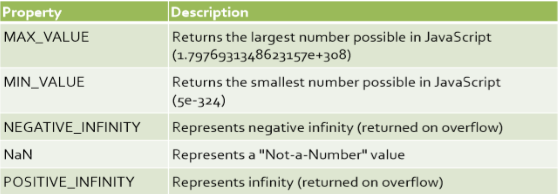 Property Description
MAX_VALUE Returns the largest number possible in JavaScript
(1.7976931348623157e+308)
MIN_VALUE Returns the smallest number possible in JavaScript
(5e-324)
NEGATIVE_INFINITY Represents negative infinity (returned on overflow)
NaN Represents a "Not-a-Number" value
POSITIVE_INFINITY Represents infinity (returned on overflow)